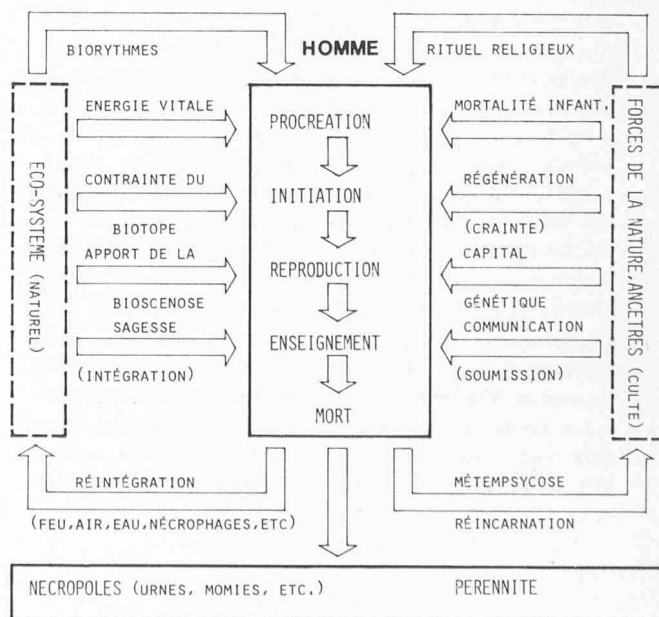 HOMME
BIORYTHMES
RITUEL RELIGIEUX
ECO-SYSTÈME (NATUREL)
ENERGIE VITALE
CONTRAINTE DU
BIOTOPE
APPORT DE LA
BIOSCENOSE
SAGESSE
(INTÉGRATION)
PROCREATION
INITIATION
REPRODUCTION
ENSEIGNEMENT
MORT
MORTALITÉ INFANT.
RÉGÉNÉRATION
(CRAINTE)
CAPITAL
GÉNÉTIQUE
COMMUNICATION
(SOUMISSION)
FORCES DE LA NATURE, ANCETRES (CULTE)
RÉINTÉGRATION
(FEU, AIR, EAU, NÉCROPHAGES, ETC)
MÉTEMPSYCOSE
RÉINCARNATION
NECROPOLES (URNES, MOMIES, ETC.) PERENNITE